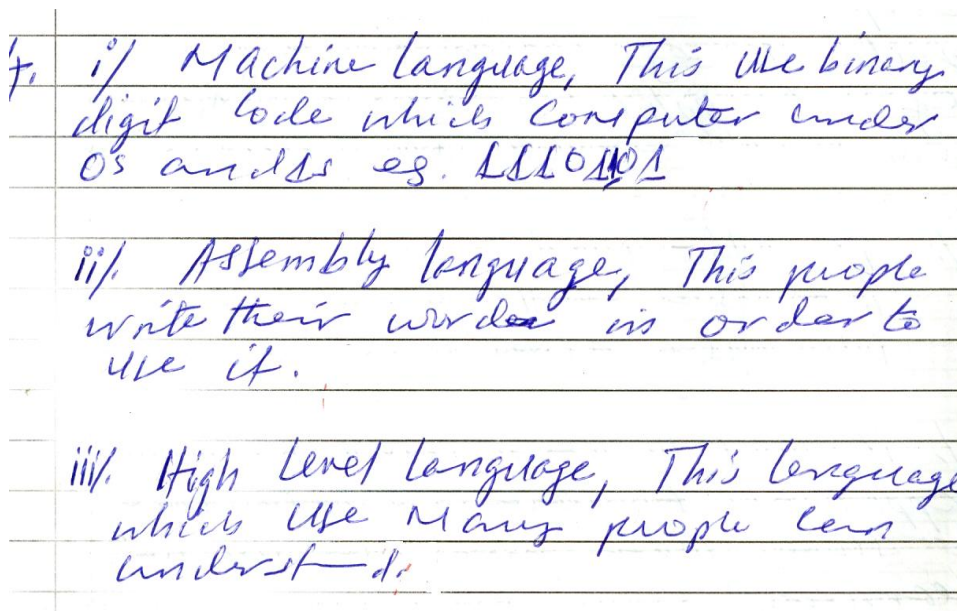 7. i/ Machine language, This use binary
digit code which computer under
0s and 1s eg. 1110101
ii/. Assembly language, This people
write their words in order to
use it.
iii/. High Level language, This language
which use Many people can
understand.